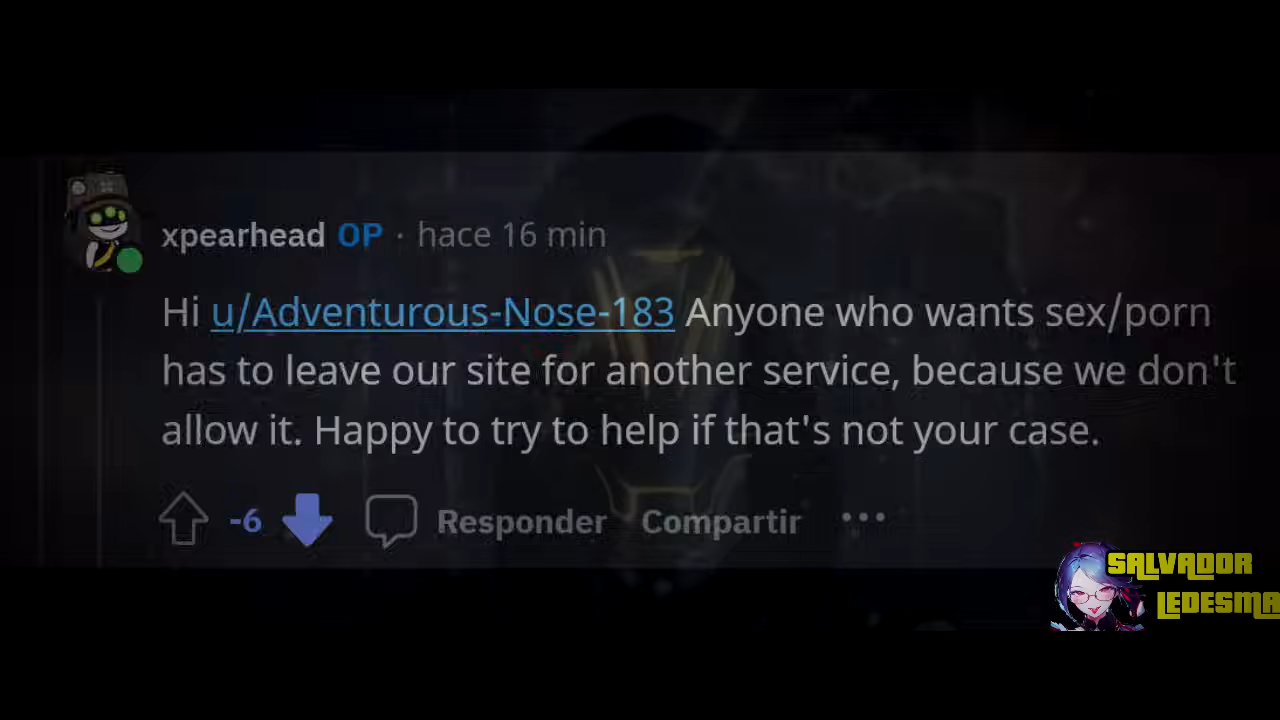 xpearhead OP · hace 16 min
Hi u/Adventurous-Nose-183 Anyone who wants sex/porn
has to leave our site for another service, because we don't
allow it. Happy to try to help if that's not your case.
-6 Responder Compartir ...
SALVADOR
LEDESMA